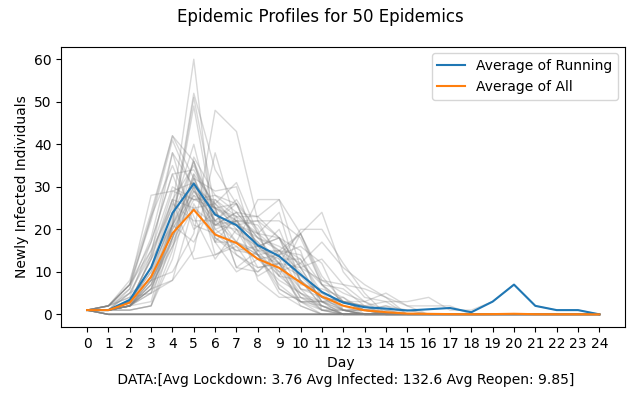 Epidemic Profiles for 50 Epidemics
Average of Running
Average of All
Newly Infected Individuals
60
50
40
30
20
10
0
0 1 2 3 4 5 6 7 8 9 10 11 12 13 14 15 16 17 18 19 20 21 22 23 24
Day
DATA:[Avg Lockdown: 3.76 Avg Infected: 132.6 Avg Reopen: 9.85]